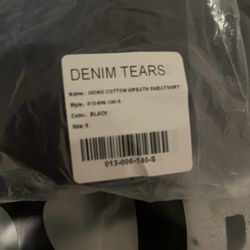 DENIM TEARS
Name: MONO COTTON WREATH SWEATSHIRT
Style: 013-006-140-S
Color: BLACK
Size: S
013-006-140-S